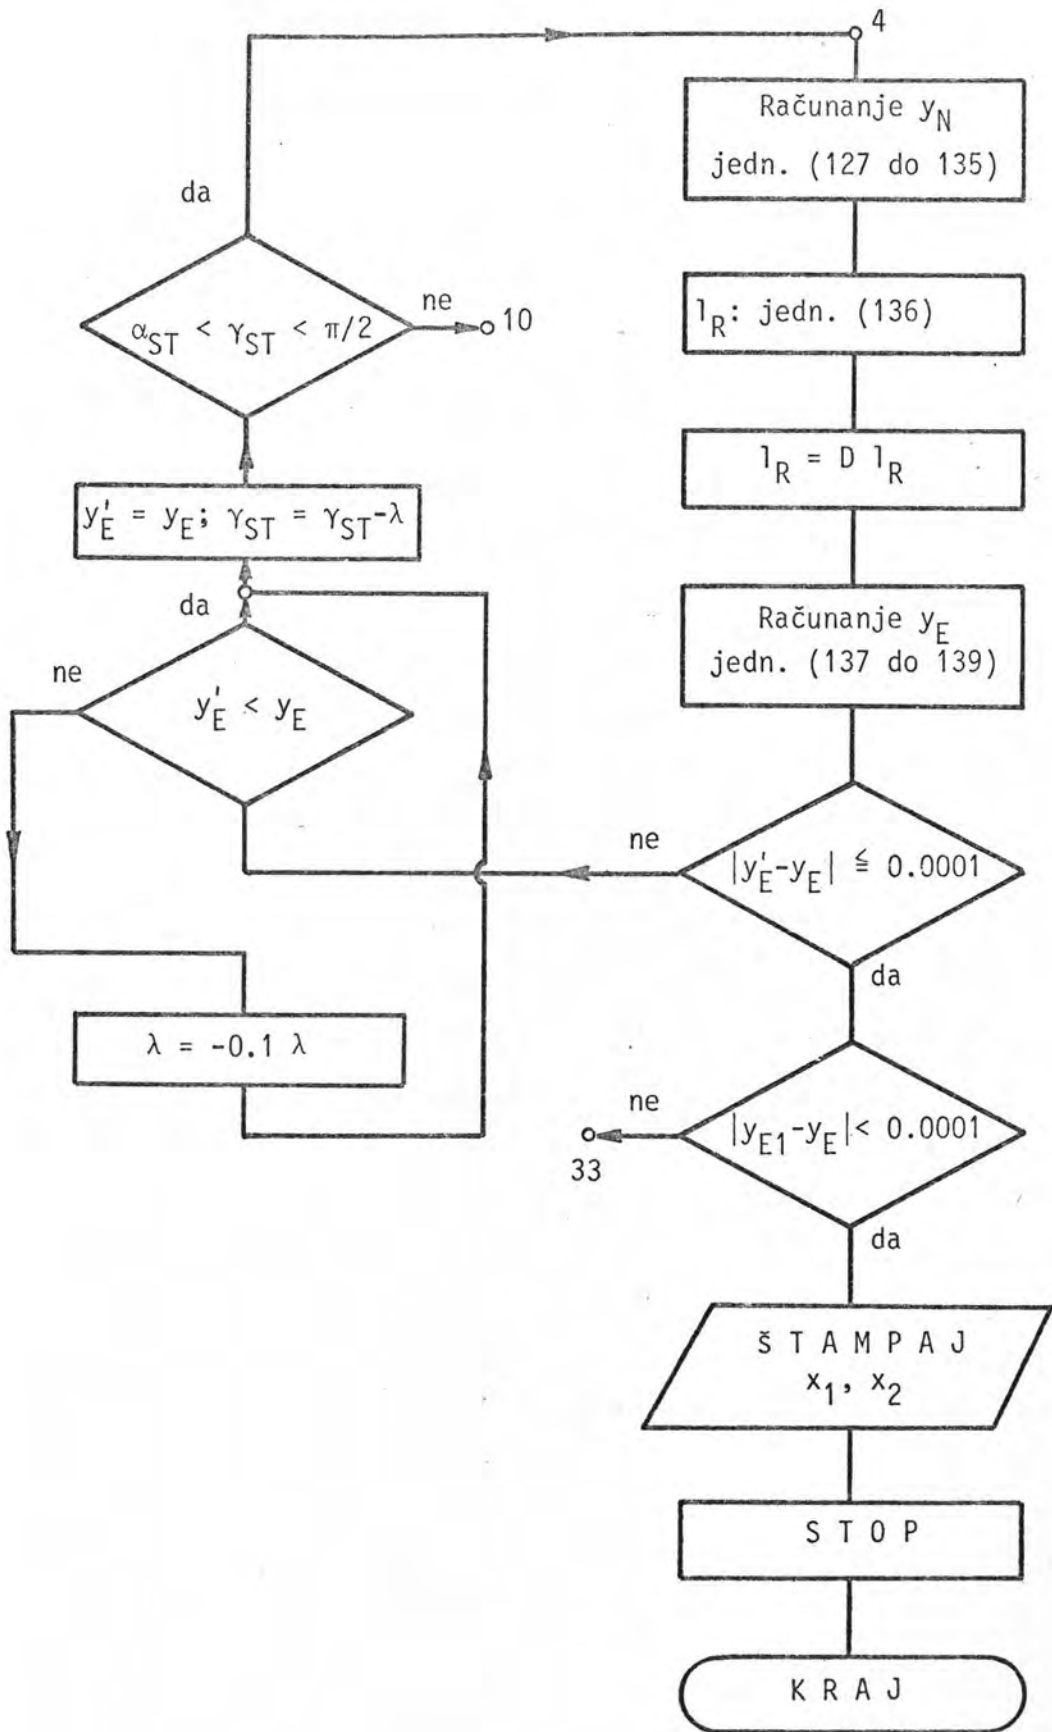 4
Računanje y_N
jedn. (127 do 135)
da
α_ST < γ_ST < π/2
ne
10
l_R: jedn. (136)
l_R = D l_R
y'_E = y_E; γ_ST = γ_ST-λ
da
Računanje y_E
jedn. (137 do 139)
ne
y'_E < y_E
ne
|y'_E-y_E| ≦ 0.0001
da
λ = -0.1 λ
ne
|y_E1-y_E|< 0.0001
33
da
Š T A M P A J
x_1, x_2
S T O P
K R A J